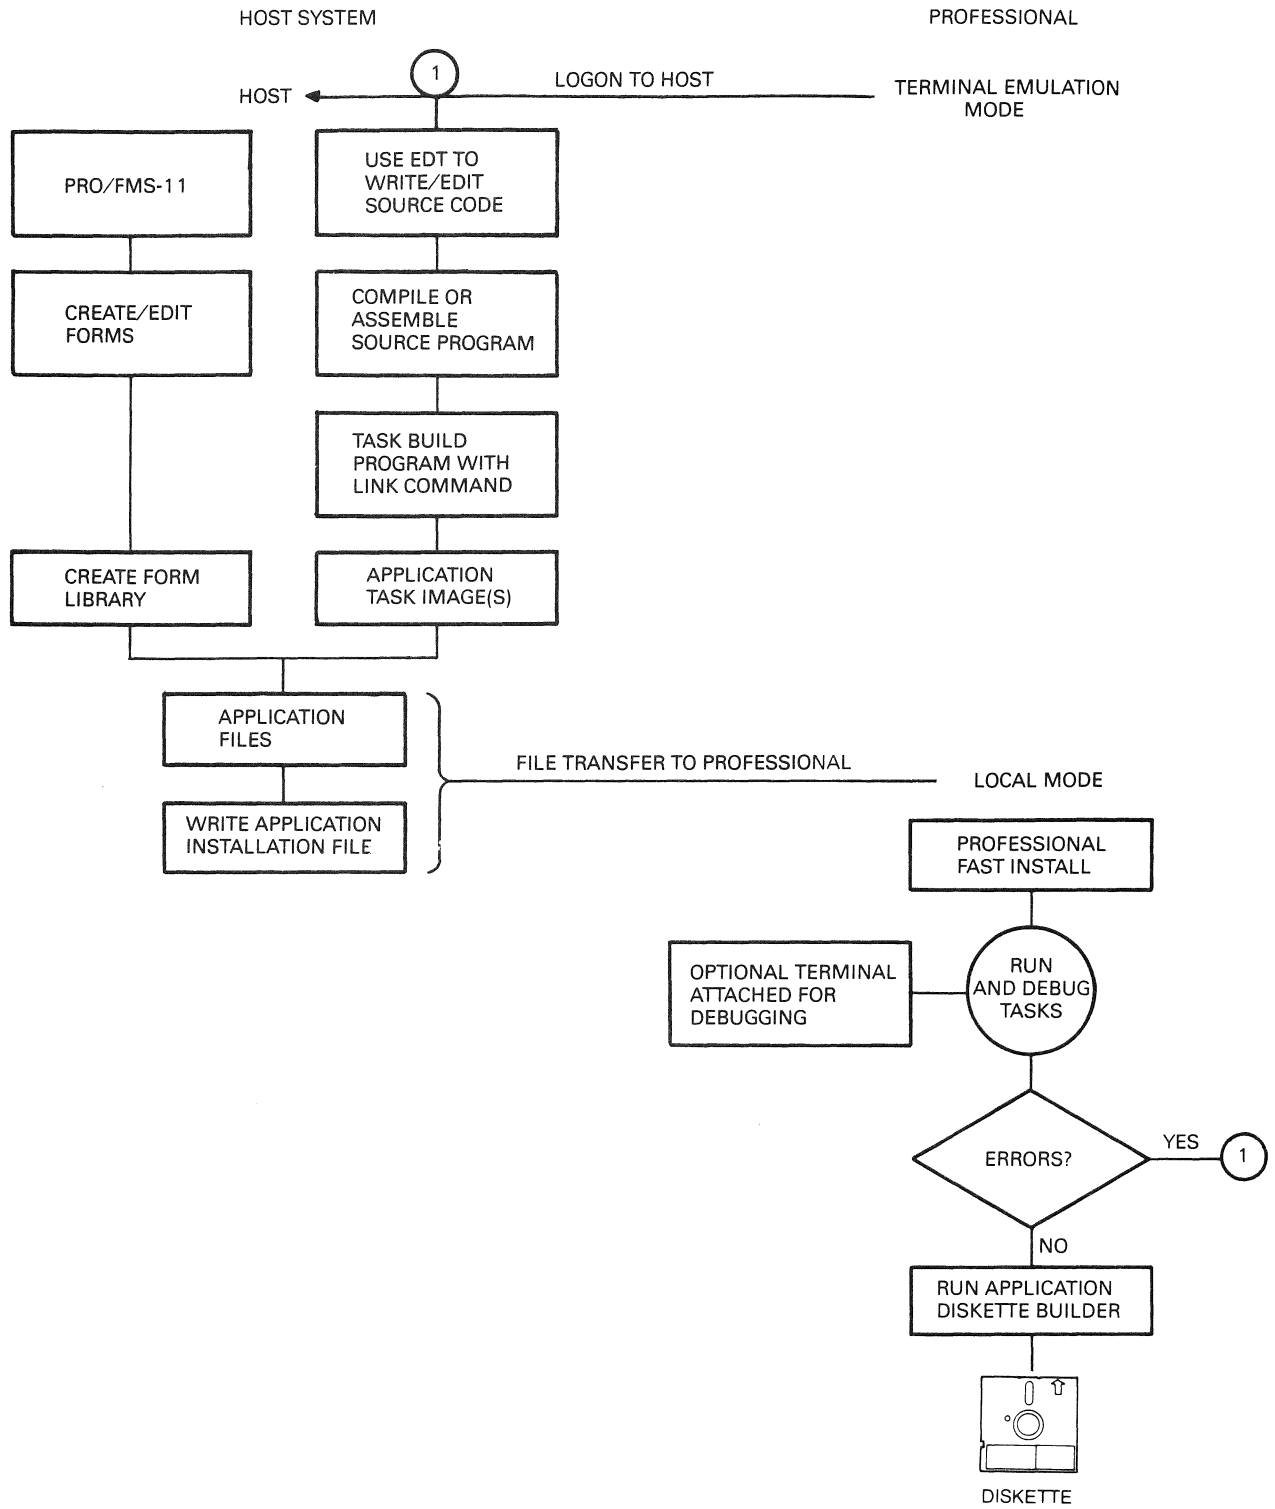 HOST SYSTEM
PROFESSIONAL
1
LOGON TO HOST
HOST
TERMINAL EMULATION
MODE
PRO/FMS-11
USE EDT TO
WRITE/EDIT
SOURCE CODE
CREATE/EDIT
FORMS
COMPILE OR
ASSEMBLE
SOURCE PROGRAM
TASK BUILD
PROGRAM WITH
LINK COMMAND
CREATE FORM
LIBRARY
APPLICATION
TASK IMAGE(S)
APPLICATION
FILES
FILE TRANSFER TO PROFESSIONAL
LOCAL MODE
WRITE APPLICATION
INSTALLATION FILE
PROFESSIONAL
FAST INSTALL
OPTIONAL TERMINAL
ATTACHED FOR
DEBUGGING
RUN
AND DEBUG
TASKS
ERRORS?
YES
1
NO
RUN APPLICATION
DISKETTE BUILDER
DISKETTE